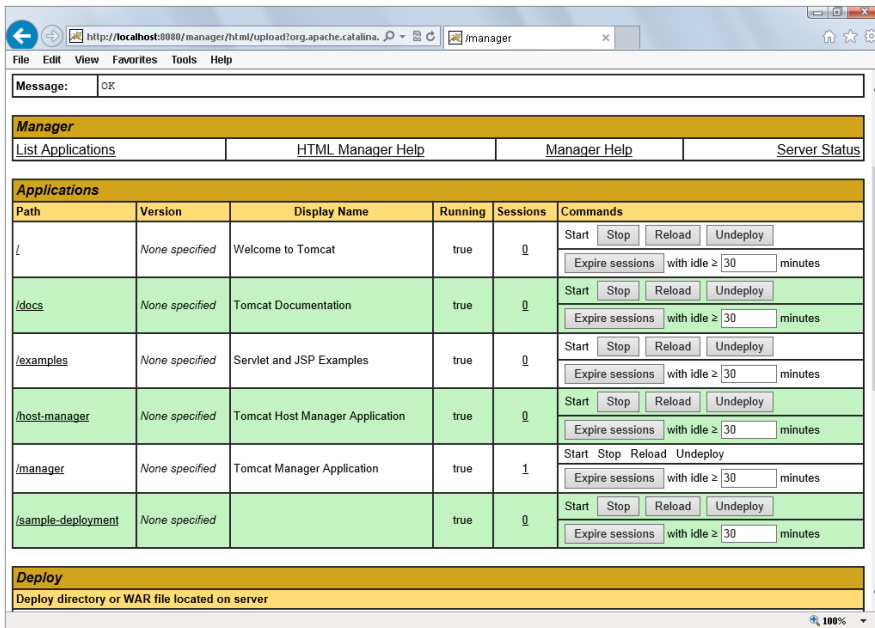 http://localhost:8080/manager/html/upload?org.apache.catalina.
/manager
File Edit View Favorites Tools Help
Message: OK
Manager
List Applications HTML Manager Help Manager Help Server Status
Applications
Path Version Display Name Running Sessions Commands
/ None specified Welcome to Tomcat true 0 Start Stop Reload Undeploy
Expire sessions with idle ≥ 30 minutes
/docs None specified Tomcat Documentation true 0 Start Stop Reload Undeploy
Expire sessions with idle ≥ 30 minutes
/examples None specified Servlet and JSP Examples true 0 Start Stop Reload Undeploy
Expire sessions with idle ≥ 30 minutes
/host-manager None specified Tomcat Host Manager Application true 0 Start Stop Reload Undeploy
Expire sessions with idle ≥ 30 minutes
/manager None specified Tomcat Manager Application true 1 Start Stop Reload Undeploy
Expire sessions with idle ≥ 30 minutes
/sample-deployment None specified true 0 Start Stop Reload Undeploy
Expire sessions with idle ≥ 30 minutes
Deploy
Deploy directory or WAR file located on server
100%